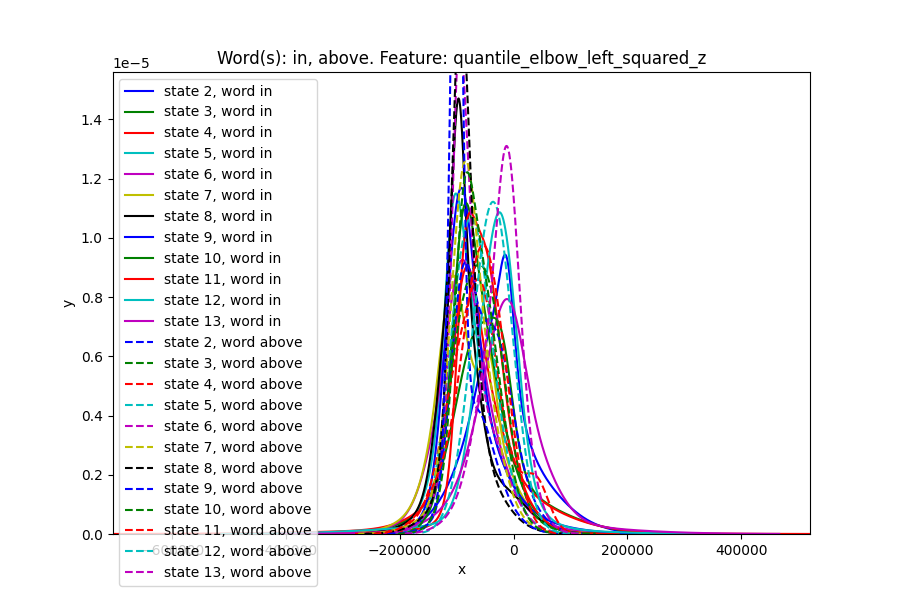 Word(s): in, above. Feature: quantile_elbow_left_squared_z
1e−5
1.4
1.2
1.0
0.8
0.6
0.4
0.2
0.0
y
state 2, word in
state 3, word in
state 4, word in
state 5, word in
state 6, word in
state 7, word in
state 8, word in
state 9, word in
state 10, word in
state 11, word in
state 12, word in
state 13, word in
state 2, word above
state 3, word above
state 4, word above
state 5, word above
state 6, word above
state 7, word above
state 8, word above
state 9, word above
state 10, word above
state 11, word above
state 12, word above
state 13, word above
−600000 −400000 −200000 0 200000 400000
x